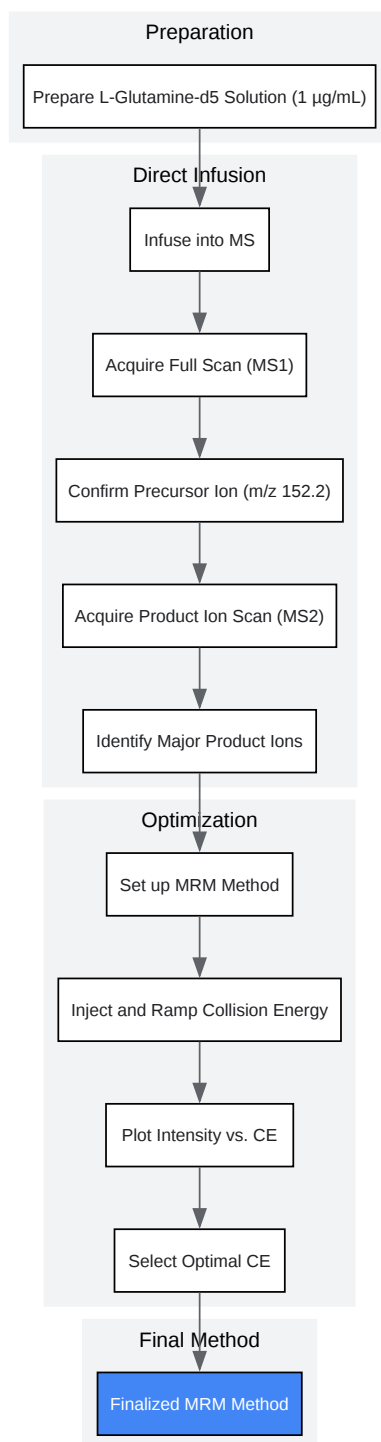 Preparation
Prepare L-Glutamine-d5 Solution (1 µg/mL)
Direct Infusion
Infuse into MS
Acquire Full Scan (MS1)
Confirm Precursor Ion (m/z 152.2)
Acquire Product Ion Scan (MS2)
Identify Major Product Ions
Optimization
Set up MRM Method
Inject and Ramp Collision Energy
Plot Intensity vs. CE
Select Optimal CE
Final Method
Finalized MRM Method